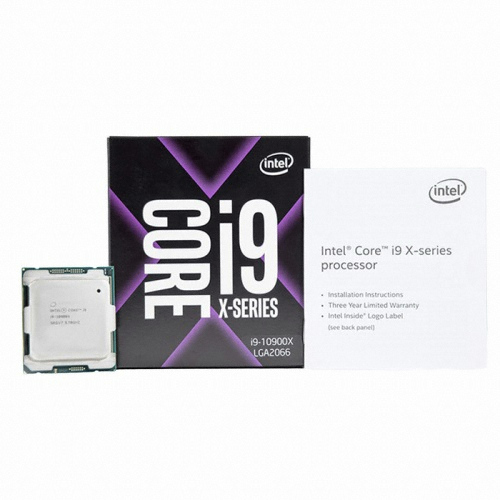 intel
CORE
i9
X-SERIES
i9-10900X
LGA2066
intel
Intel® Core™ i9 X-series
processor
• Installation Instructions
• Three Year Limited Warranty
• Intel Inside® Logo Label
(see back panel)